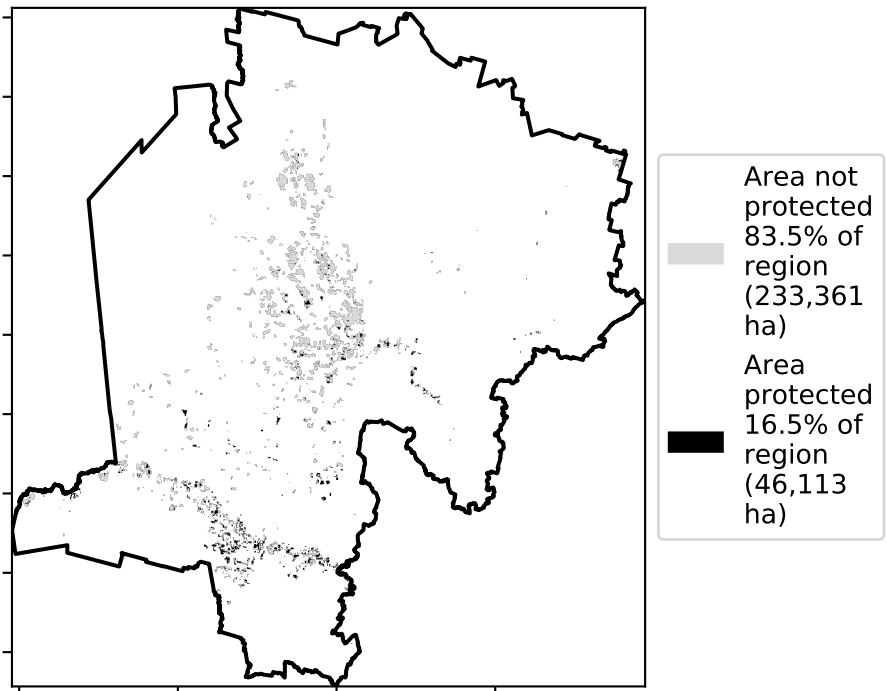 Area not
protected
83.5% of
region
(233,361
ha)
Area
protected
16.5% of
region
(46,113
ha)